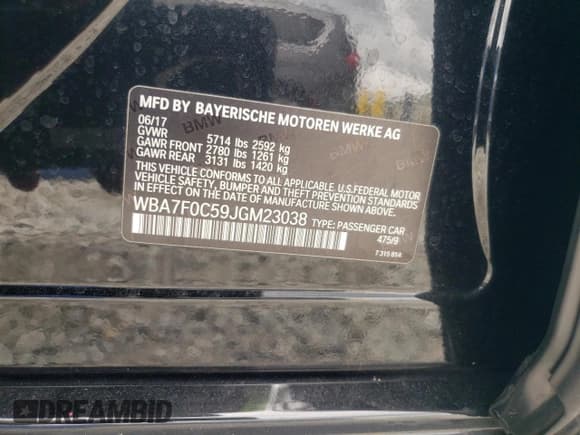 MFD BY BAYERISCHE MOTOREN WERKE AG
06/17
GVWR 5714 lbs 2592 kg
GAWR FRONT 2780 lbs 1261 kg
GAWR REAR 3131 lbs 1420 kg
THIS VEHICLE CONFORMS TO ALL APPLICABLE U.S.FEDERAL MOTOR
VEHICLE SAFETY, BUMPER AND THEFT PREVENTION STANDARDS
IN EFFECT ON THE DATE OF MANUFACTURE SHOWN ABOVE.
WBA7F0C59JGM23038 TYPE: PASSENGER CAR
475/9
7 315 856
DREAMBID